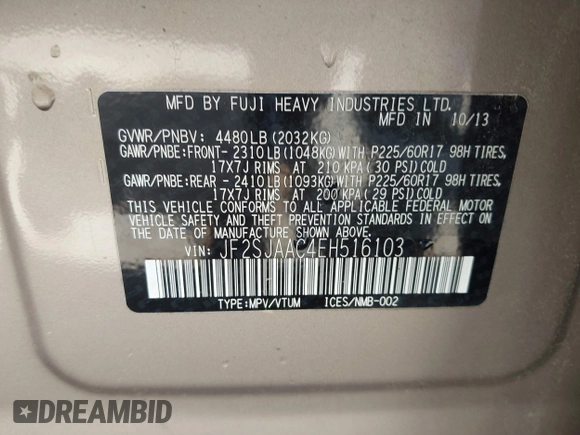 MFD BY FUJI HEAVY INDUSTRIES LTD.
MFD IN 10/13
GVWR/PNBV: 4480LB(2032KG)
GAWR/PNBE:FRONT-2310LB(1048KG)WITH P225/60R17 98H TIRES,
17X7J RIMS AT 210 KPA(30 PSI)COLD
GAWR/PNBE:REAR -2410LB(1093KG)WITH P225/60R17 98H TIRES,
17X7J RIMS AT 200 KPA(29 PSI)COLD
THIS VEHICLE CONFORMS TO ALL APPLICABLE FEDERAL MOTOR
VEHICLE SAFETY AND THEFT PREVENTION STANDARDS IN EFFECT ON
THE DATE OF MANUFACTURE SHOWN ABOVE.
VIN: JF2SJAAC4EH516103
TYPE:MPV/VTUM ICES/NMB-002
DREAMBID